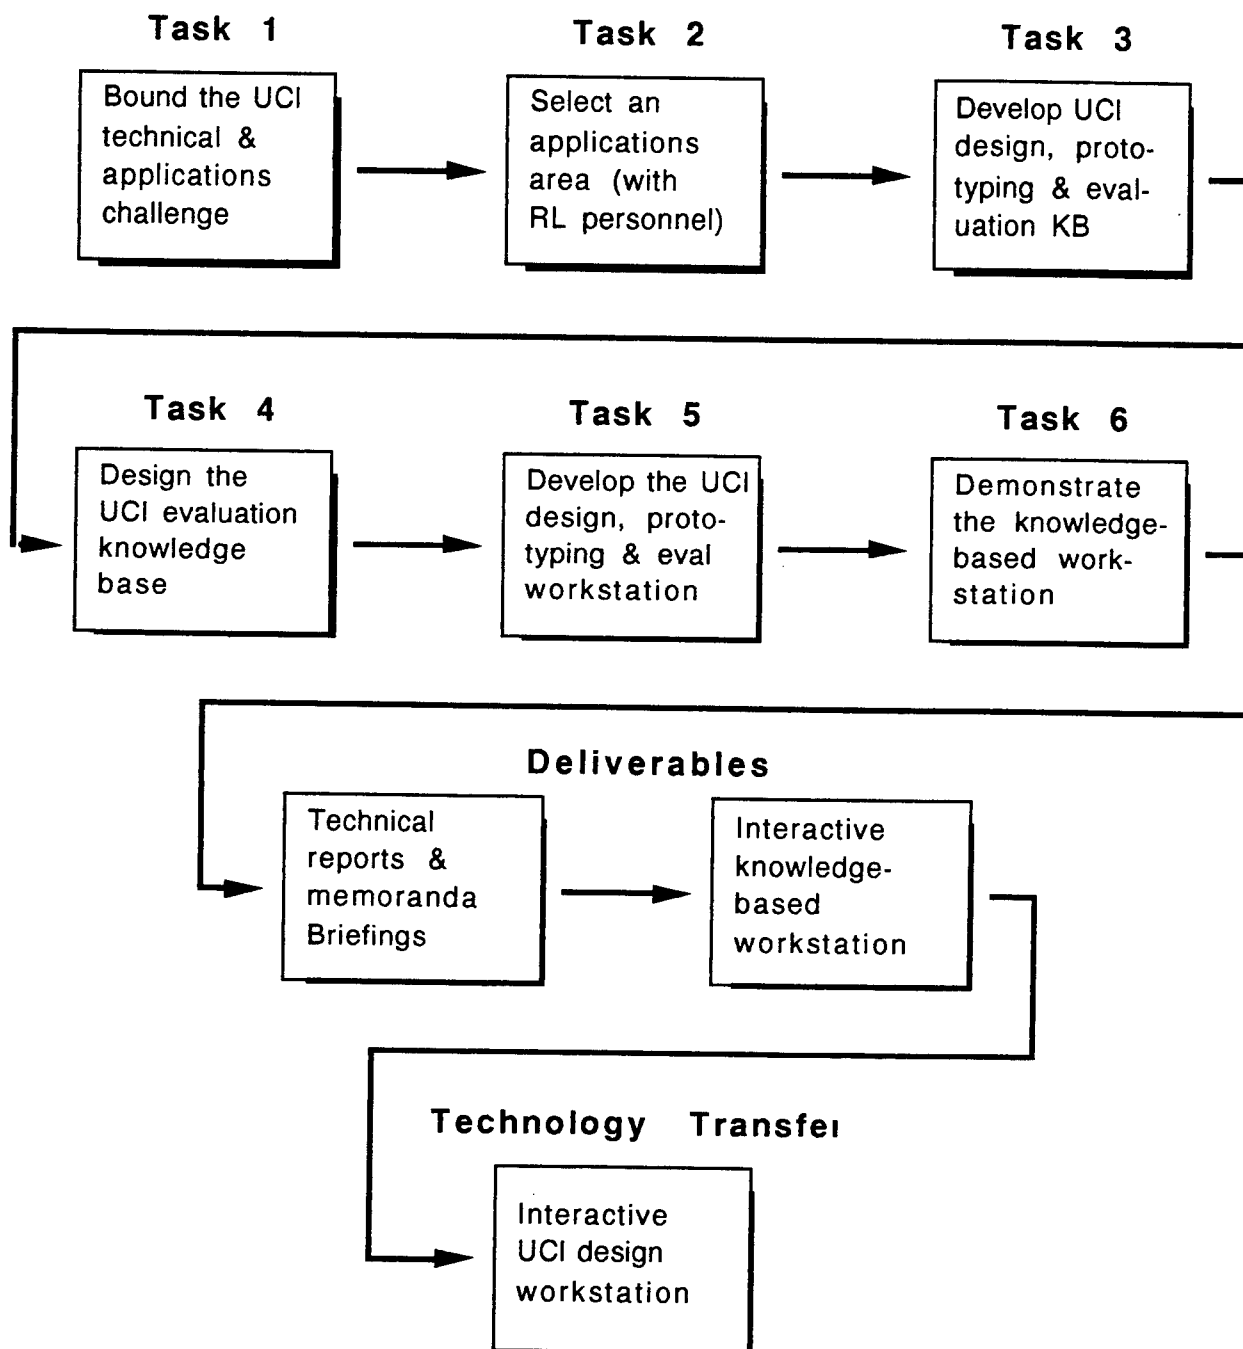 Task 1
Bound the UCI
technical &
applications
challenge
Task 2
Select an
applications
area (with
RL personnel)
Task 3
Develop UCI
design, proto-
typing & eval-
uation KB
Task 4
Design the
UCI evaluation
knowledge
base
Task 5
Develop the UCI
design, proto-
typing & eval
workstation
Task 6
Demonstrate
the knowledge-
based work-
station
Deliverables
Technical
reports &
memoranda
Briefings
Interactive
knowledge-
based
workstation
Technology Transfer
Interactive
UCI design
workstation